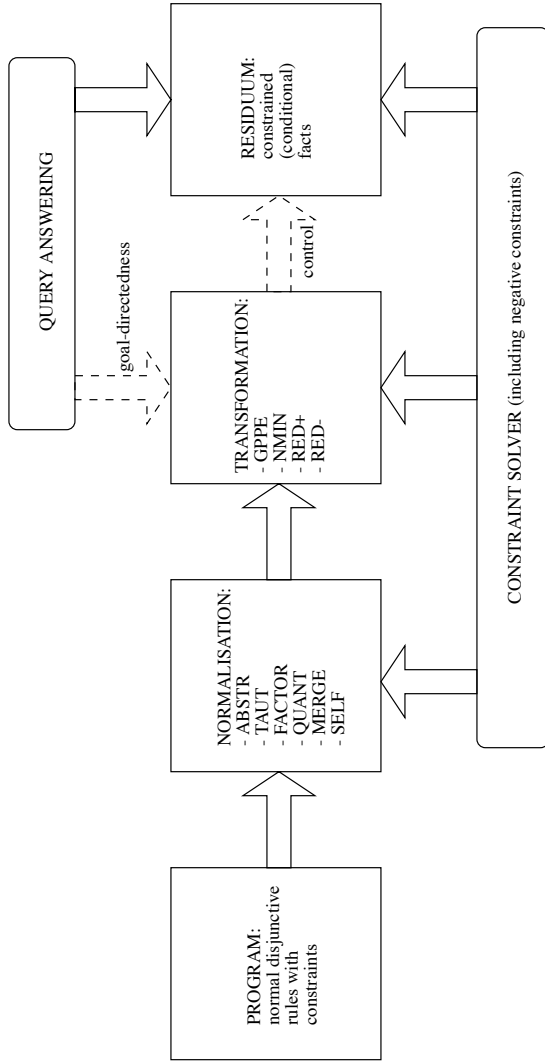 QUERY ANSWERING
goal-directedness
PROGRAM:
normal disjunctive
rules with
constraints
NORMALISATION:
- ABSTR
- TAUT
- FACTOR
- QUANT
- MERGE
- SELF
TRANSFORMATION:
- GPPE
- NMIN
- RED+
- RED-
control
RESIDUUM:
constrained
(conditional)
facts
CONSTRAINT SOLVER (including negative constraints)